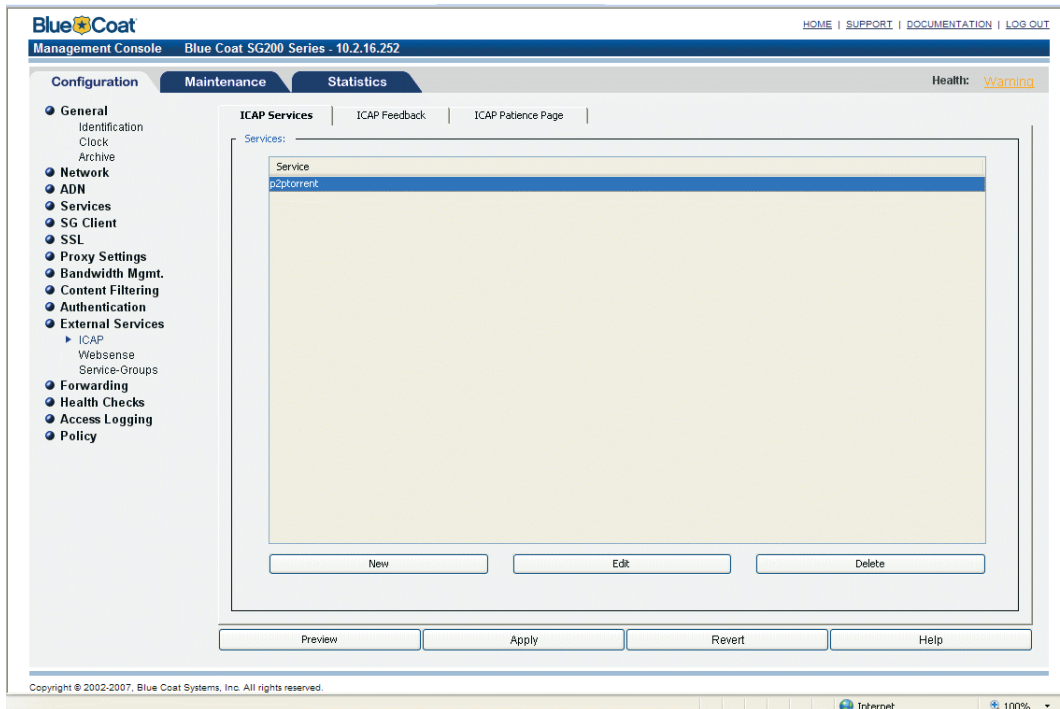 Blue Coat
HOME | SUPPORT | DOCUMENTATION | LOG OUT
Management Console Blue Coat SG200 Series - 10.2.16.252
Configuration Maintenance Statistics Health: Warning
General
Identification
Clock
Archive
Network
ADN
Services
SG Client
SSL
Proxy Settings
Bandwidth Mgmt.
Content Filtering
Authentication
External Services
ICAP
Websense
Service-Groups
Forwarding
Health Checks
Access Logging
Policy
ICAP Services ICAP Feedback ICAP Patience Page
Services:
Service
p2ptorrent
New Edit Delete
Preview Apply Revert Help
Copyright © 2002-2007, Blue Coat Systems, Inc. All rights reserved.
Internet 100%